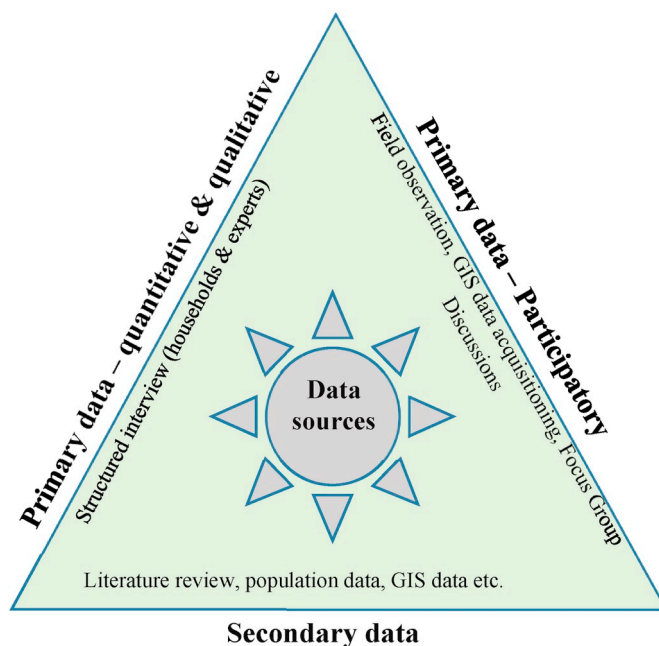 Primary data – quantitative & qualitative
Structured interview (households & experts)
Primary data – Participatory
Field observation, GIS data acquisitioning, Focus Group
Discussions
Data
sources
Literature review, population data, GIS data etc.
Secondary data